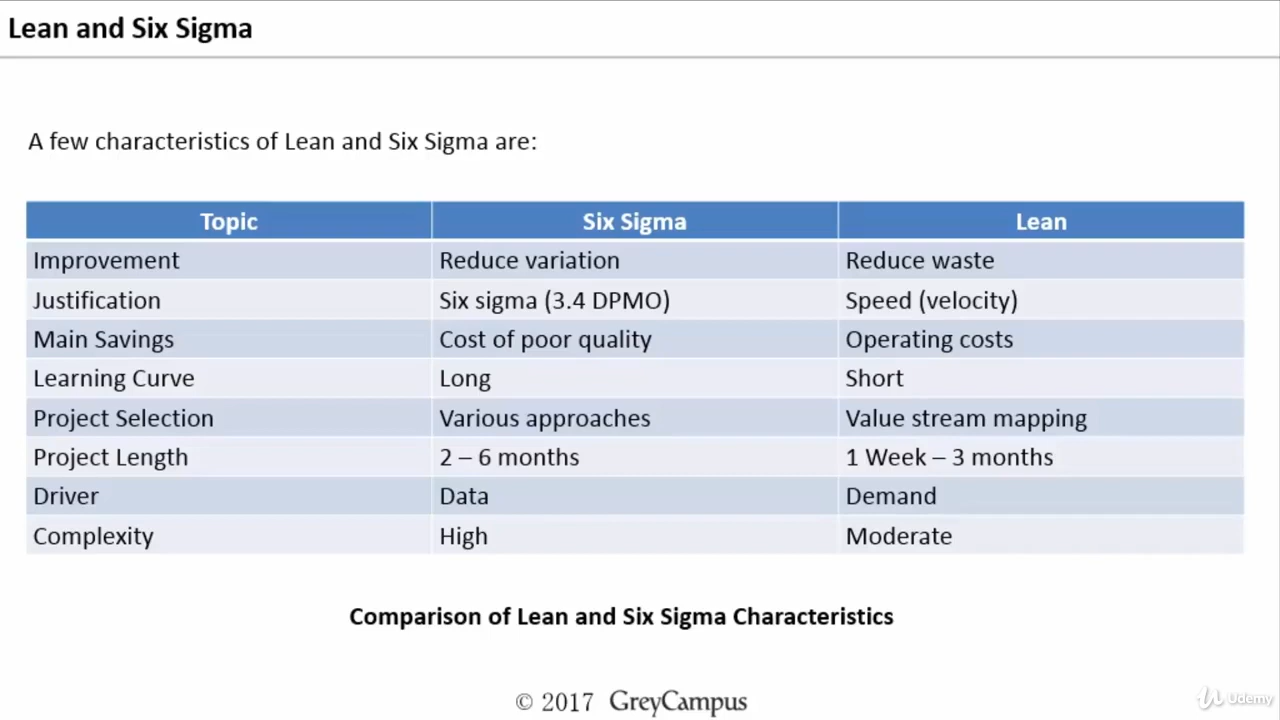 Lean and Six Sigma
A few characteristics of Lean and Six Sigma are:
Topic Six Sigma Lean
Improvement Reduce variation Reduce waste
Justification Six sigma (3.4 DPMO) Speed (velocity)
Main Savings Cost of poor quality Operating costs
Learning Curve Long Short
Project Selection Various approaches Value stream mapping
Project Length 2 – 6 months 1 Week – 3 months
Driver Data Demand
Complexity High Moderate
Comparison of Lean and Six Sigma Characteristics
© 2017 GreyCampus
Udemy